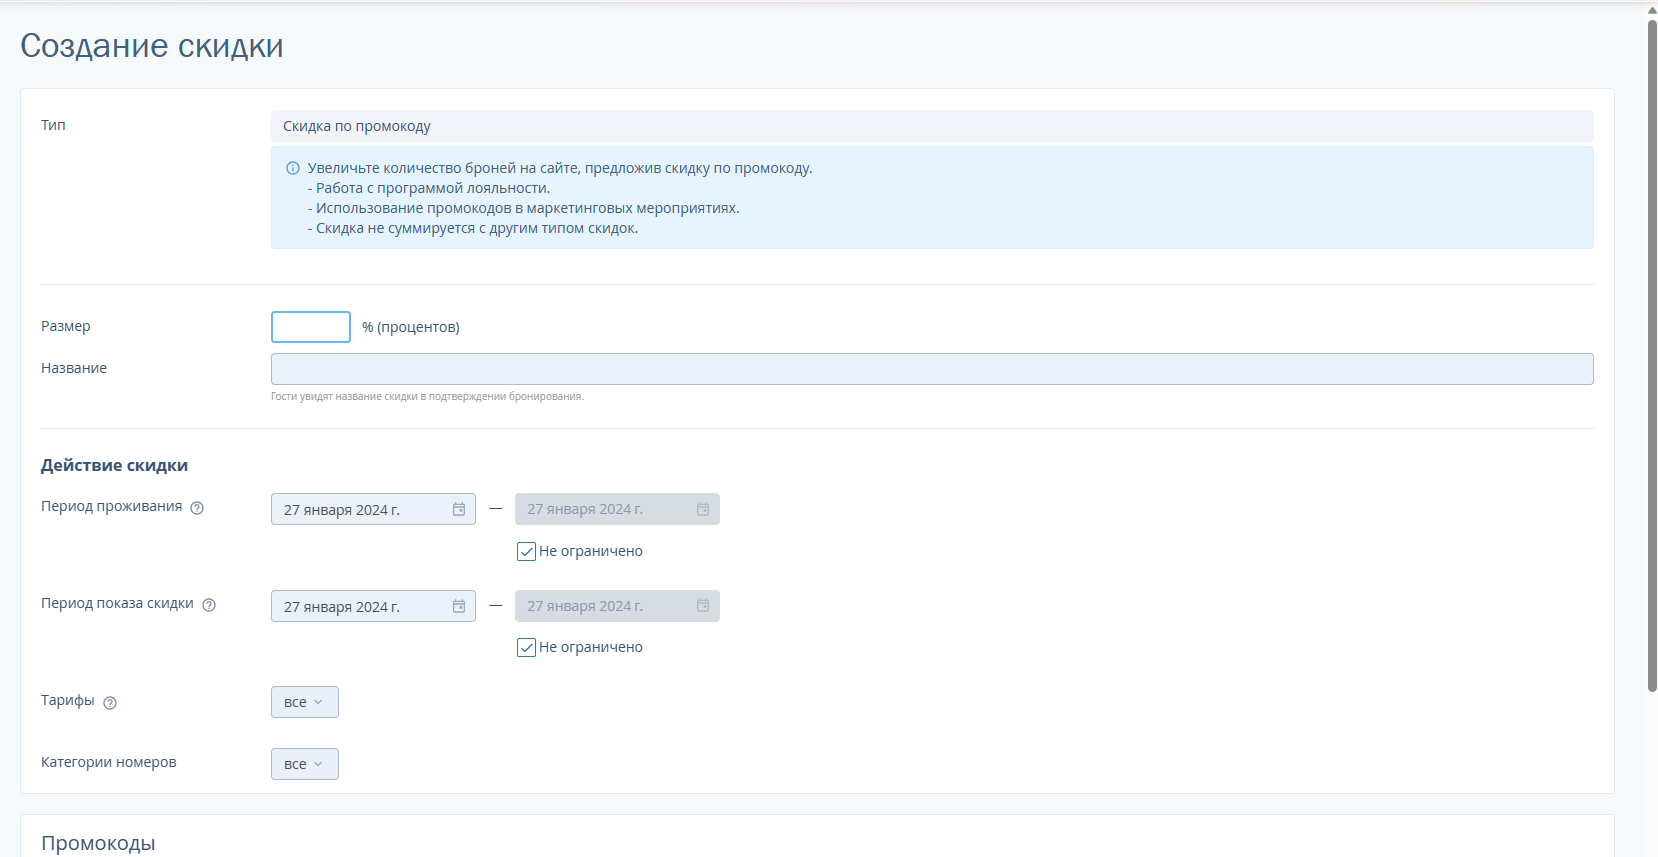 Создание скидки
Тип
Скидка по промокоду
Увеличьте количество броней на сайте, предложив скидку по промокоду.
- Работа с программой лояльности.
- Использование промокодов в маркетинговых мероприятиях.
- Скидка не суммируется с другим типом скидок.
Размер
% (процентов)
Название
Гости увидят название скидки в подтверждении бронирования.
Действие скидки
Период проживания
27 января 2024 г. — 27 января 2024 г.
Не ограничено
Период показа скидки
27 января 2024 г. — 27 января 2024 г.
Не ограничено
Тарифы
все
Категории номеров
все
Промокоды